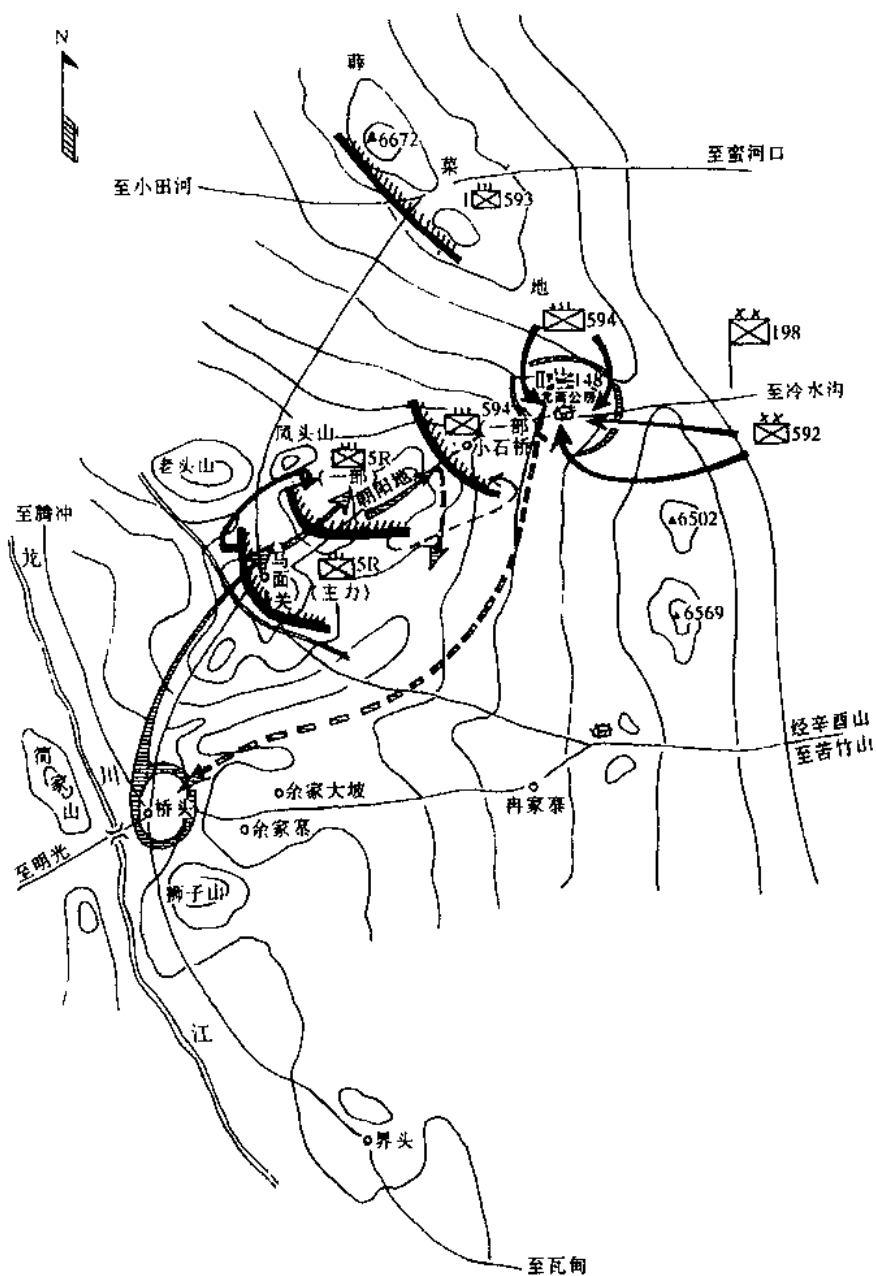 N
薜
6672
菜
至蛮河口
至小田河
I 593
地
594
198
II 148
北斋公房
至冷水沟
592
594
一部
小石桥
凤头山
老头山
5R
(一部)
朝阳地
至腾冲
龙
6502
马面关
5R
(主力)
6569
经辛酉山
至苦竹山
川
简家山
余家大坡
冉家寨
桥头
余家寨
至明光
狮子山
江
界头
至瓦甸